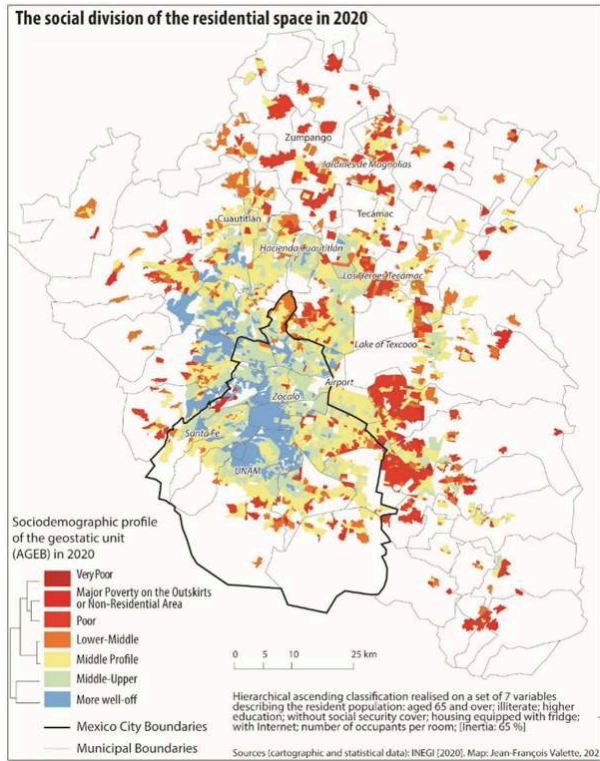 The social division of the residential space in 2020
Zumpango
Jardines de Magnolias
Cuautitlán
Tecámac
Hacienda Cuautitlán
Los Heroes Tecámac
Lake of Texcoco
Airport
Zócalo
Santa Fe
UNAM
Sociodemographic profile
of the geostatic unit
(AGEB) in 2020
Very Poor
Major Poverty on the Outskirts
or Non-Residential Area
Poor
Lower-Middle
Middle Profile
Middle-Upper
More well-off
0 5 10 25 km
Mexico City Boundaries
Municipal Boundaries
Hierarchical ascending classification realised on a set of 7 variables
describing the resident population: aged 65 and over; illiterate; higher
education; without social security cover; housing equipped with fridge;
with Internet; number of occupants per room; [Inertia: 65 %]
Sources (cartographic and statistical data): INEGI [2020]. Map: Jean-François Valette, 202